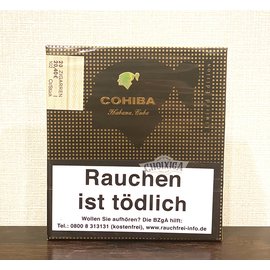 COHIBA
Habana, Cuba
CHOIXIGA
Rauchen
ist tödlich
Wollen Sie aufhören? Die BZgA hilft:
Tel.: 0800 8 313131 (kostenfrei), www.rauchfrei-info.de